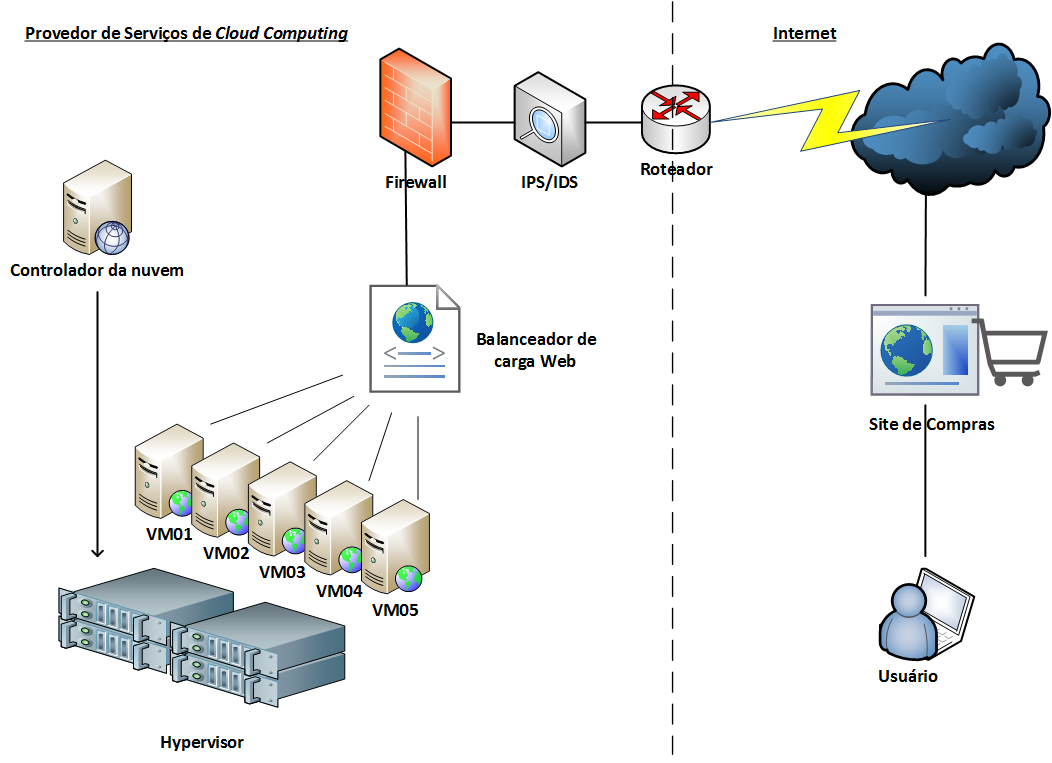 Provedor de Serviços de Cloud Computing
Internet
Firewall
IPS/IDS
Roteador
Controlador da nuvem
Balanceador de
carga Web
Site de Compras
VM01
VM02
VM03
VM04
VM05
Usuário
Hypervisor